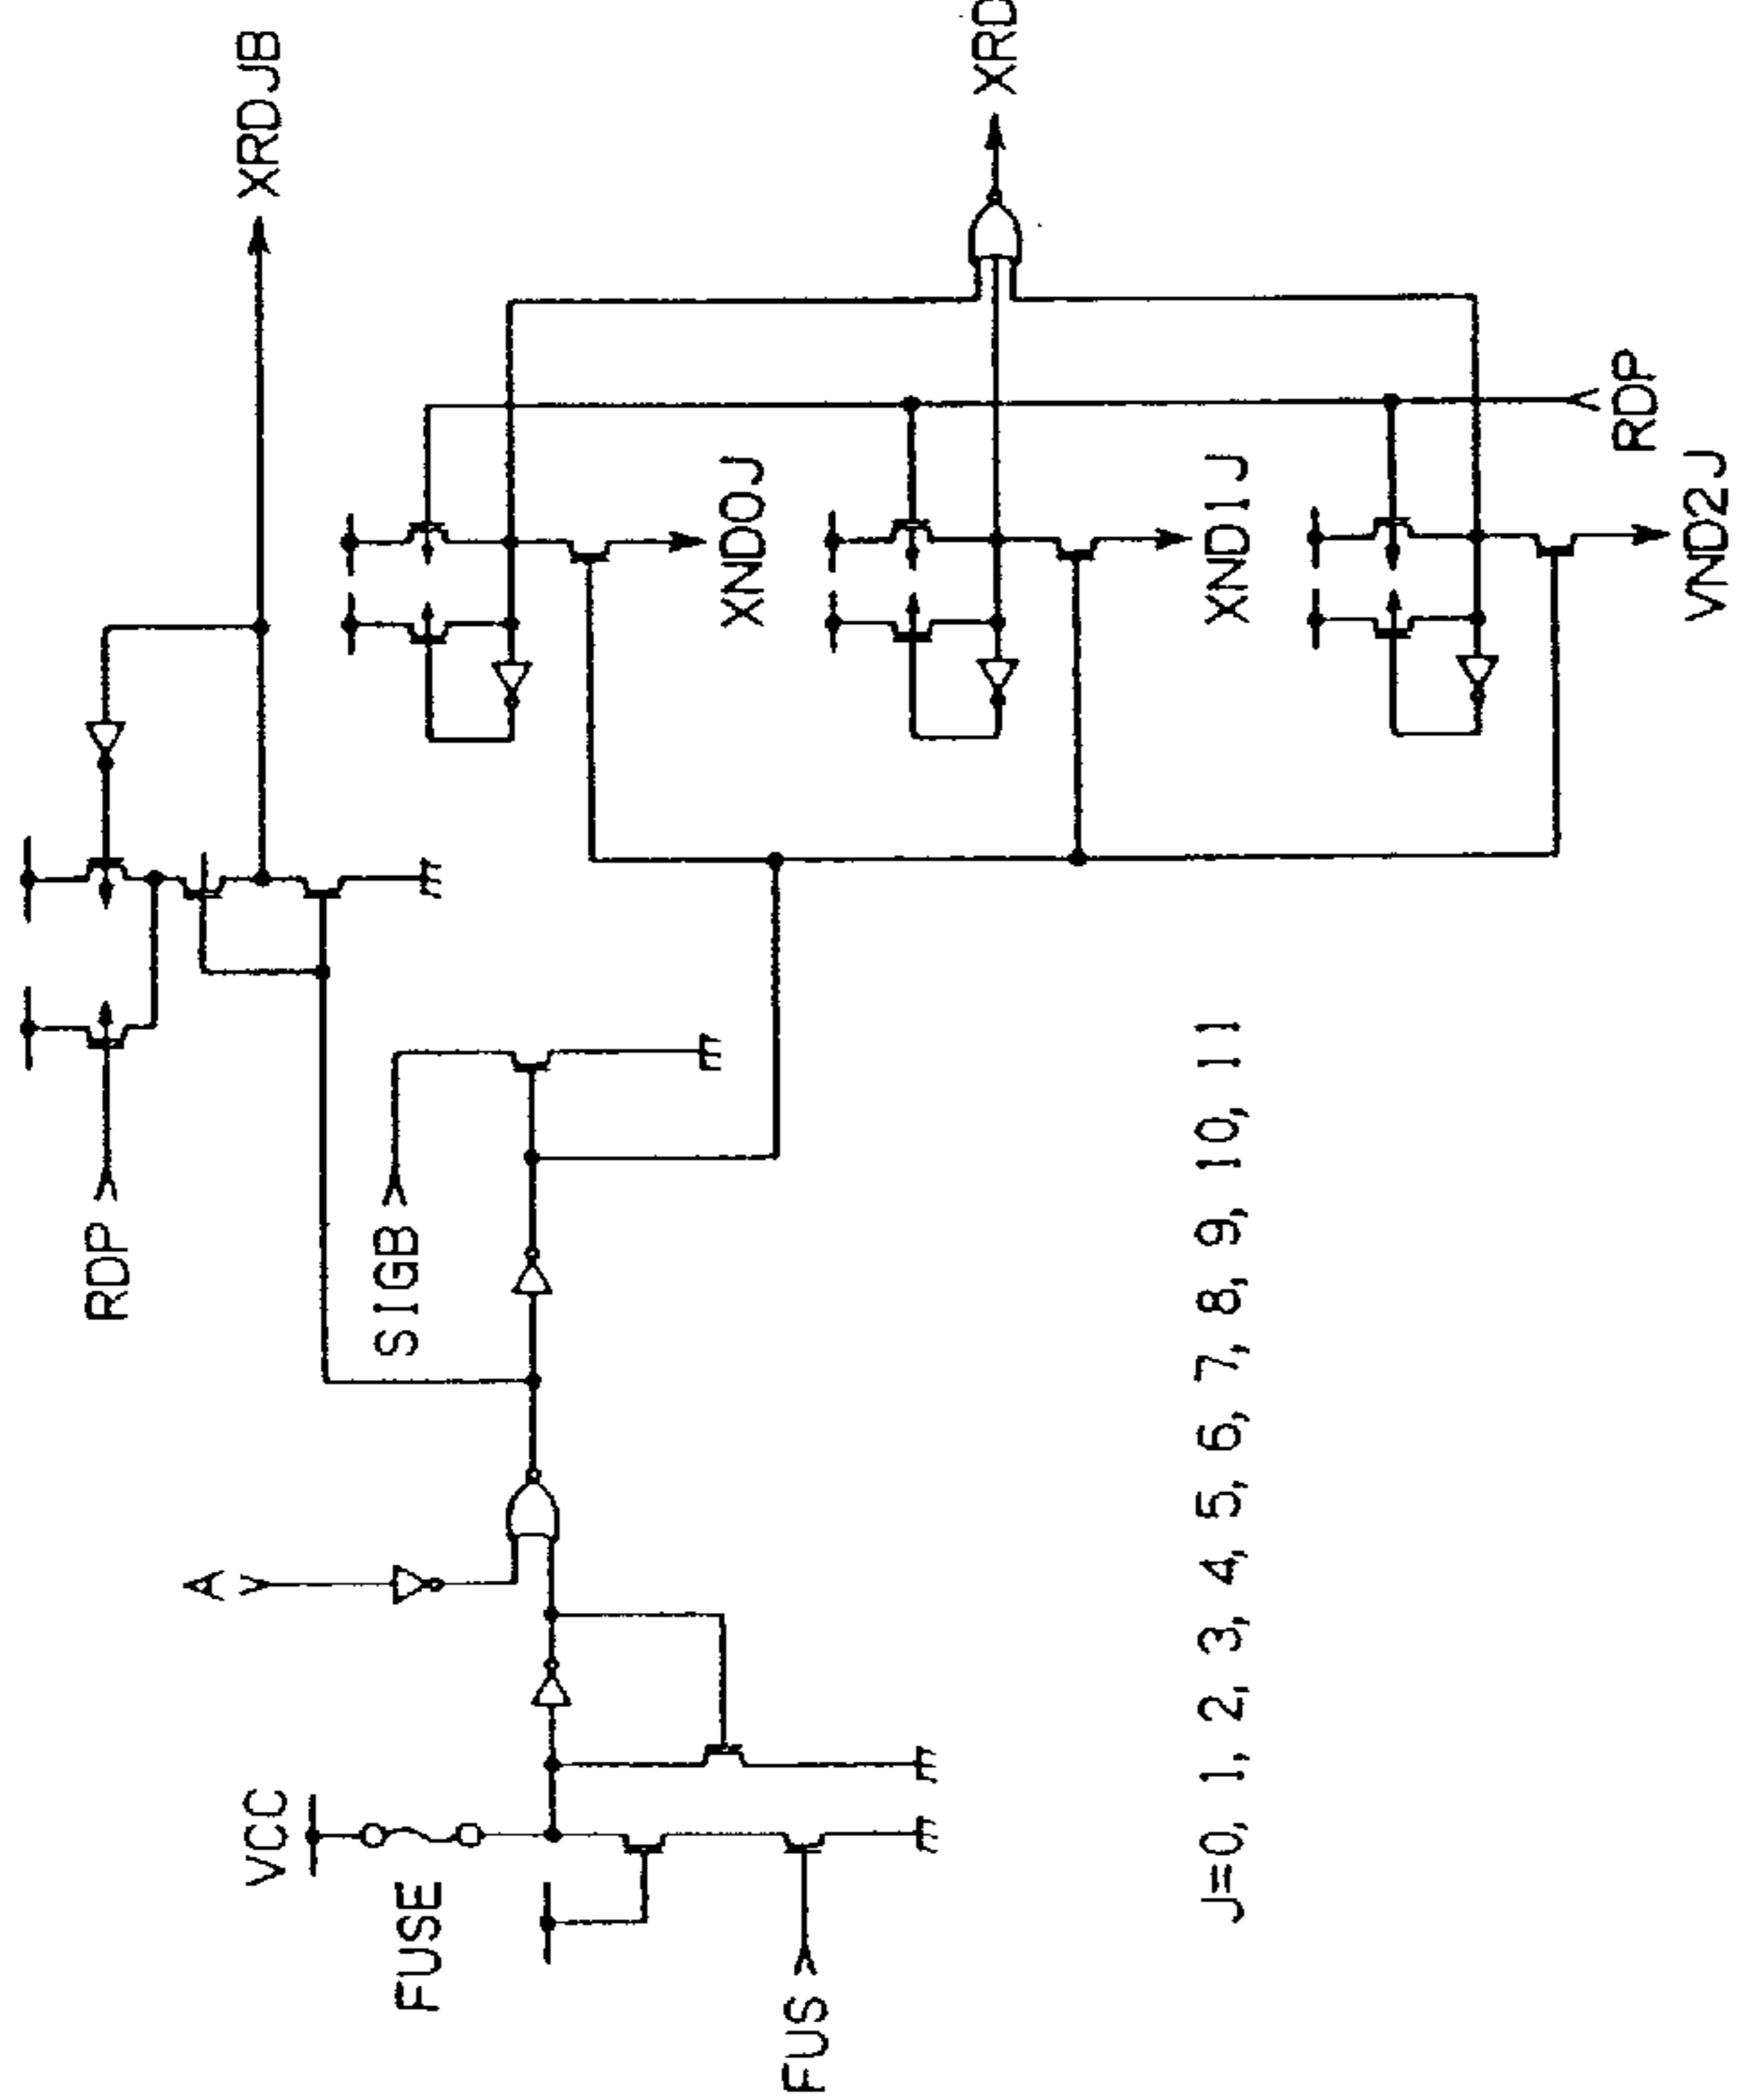 XRDJB
XRD
RDP
SIGB
A
VCC
FUSE
FUS
XND0J
XND1J
VND2J
RDP
J=0, 1, 2, 3, 4, 5, 6, 7, 8, 9, 10, 11